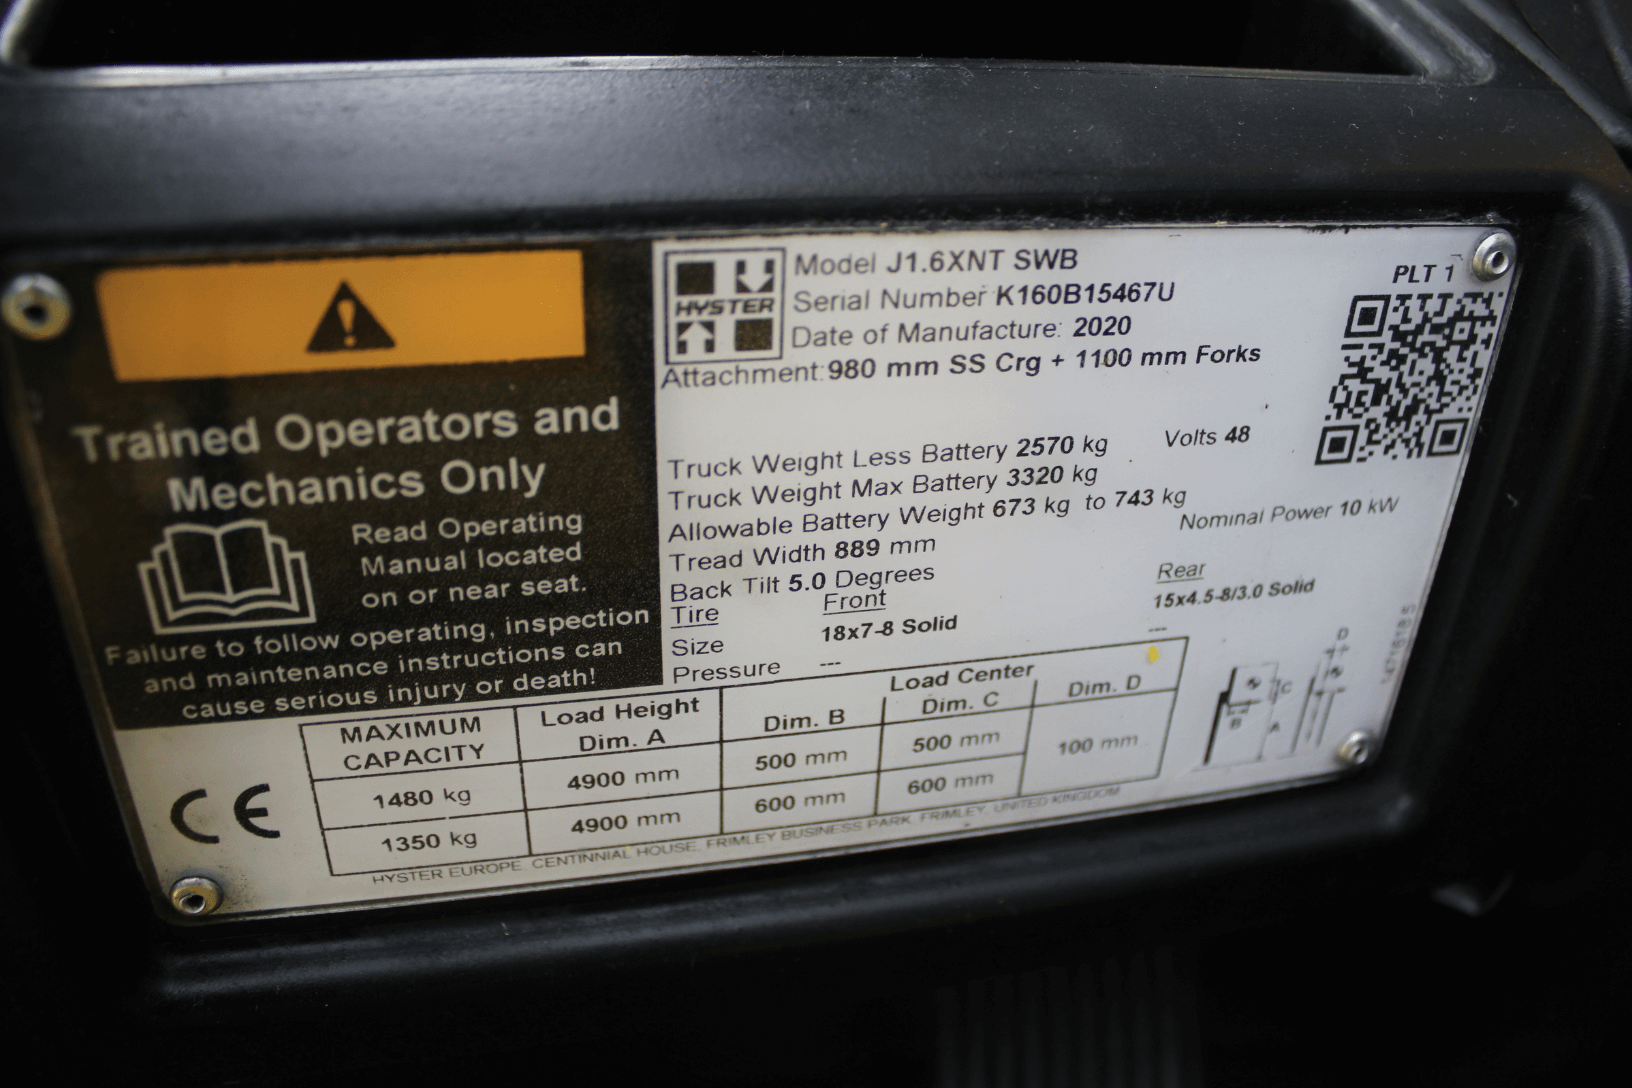 Trained Operators and
Mechanics Only
Read Operating
Manual located
on or near seat.
Failure to follow operating, inspection
and maintenance instructions can
cause serious injury or death!
CE
HYSTER
Model J1.6XNT SWB
Serial Number K160B15467U
Date of Manufacture: 2020
Attachment: 980 mm SS Crg + 1100 mm Forks
PLT 1
Truck Weight Less Battery 2570 kg Volts 48
Truck Weight Max Battery 3320 kg
Allowable Battery Weight 673 kg to 743 kg
Nominal Power 10 kW
Tread Width 889 mm
Back Tilt 5.0 Degrees
Tire Front Rear
Size 18x7-8 Solid 15x4.5-8/3.0 Solid
Pressure --- ---
MAXIMUM CAPACITY Load Height Dim. A Load Center
Dim. B Dim. C Dim. D
1480 kg 4900 mm 500 mm 500 mm 100 mm
1350 kg 4900 mm 600 mm 600 mm
HYSTER EUROPE, CENTINNIAL HOUSE, FRIMLEY BUSINESS PARK, FRIMLEY, UNITED KINGDOM
D
C
B
A